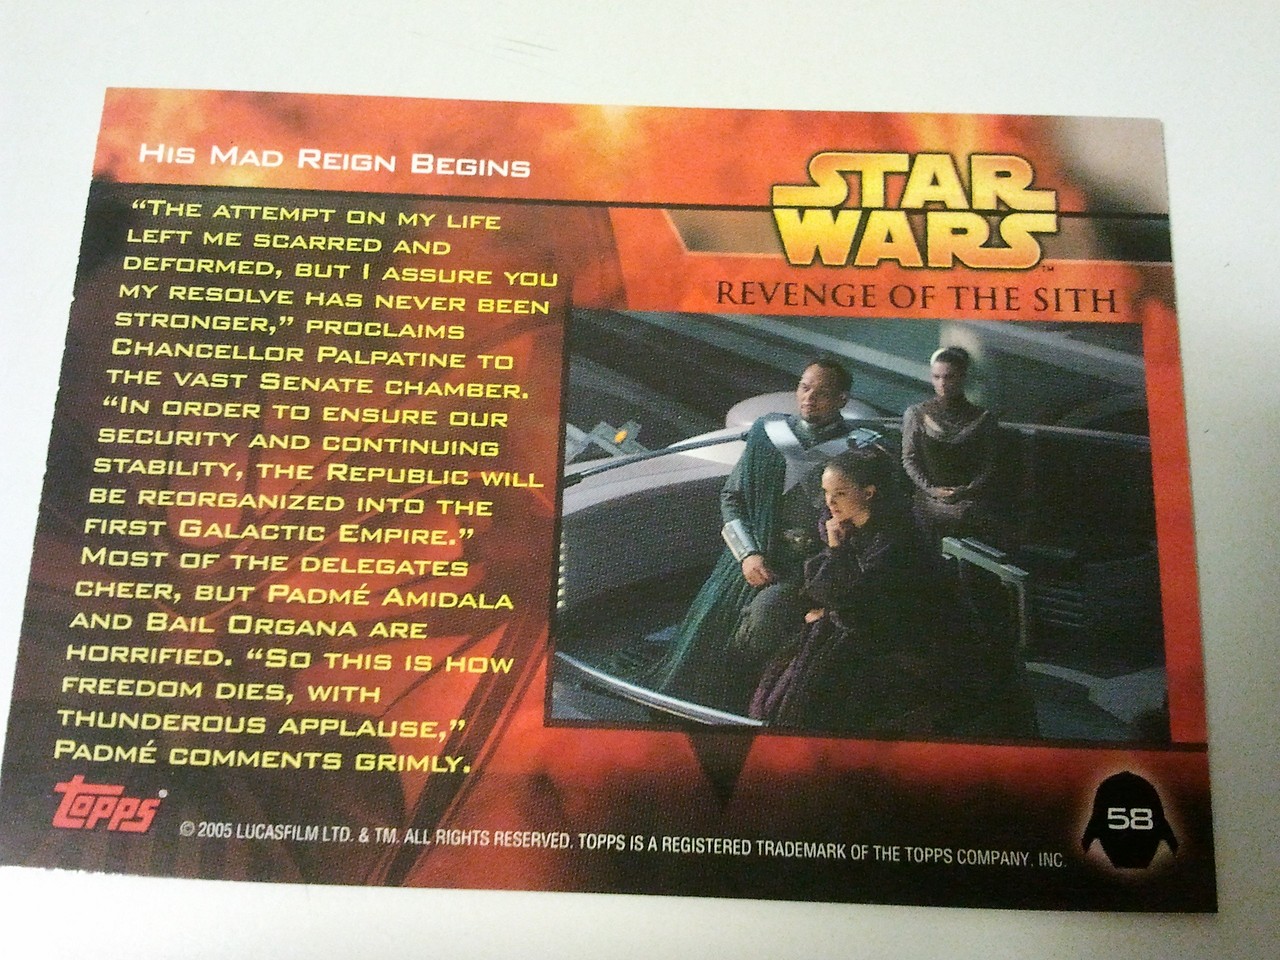 His Mad Reign Begins
"The attempt on my life
left me scarred and
deformed, but I assure you
my resolve has never been
stronger," proclaims
Chancellor Palpatine to
the vast Senate chamber.
"In order to ensure our
security and continuing
stability, the Republic will
be reorganized into the
first Galactic Empire."
Most of the delegates
cheer, but Padmé Amidala
and Bail Organa are
horrified. "So this is how
freedom dies, with
thunderous applause,"
Padmé comments grimly.
STAR
WARS™
REVENGE OF THE SITH
topps®
© 2005 LUCASFILM LTD. & TM. ALL RIGHTS RESERVED. TOPPS IS A REGISTERED TRADEMARK OF THE TOPPS COMPANY, INC.
58